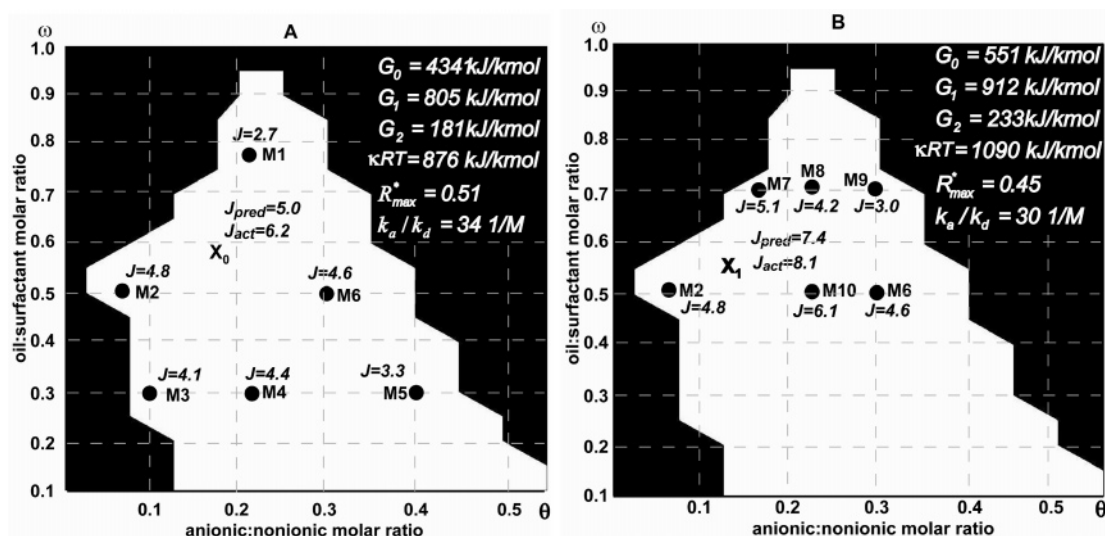 A
ω
1.0
0.9
0.8
0.7
0.6
0.5
0.4
0.3
0.2
0.1
oil:surfactant molar ratio
G₀ = 4341kJ/kmol
G₁ = 805 kJ/kmol
G₂ = 181kJ/kmol
κRT = 876 kJ/kmol
R*max = 0.51
kₐ / k_d = 34 1/M
J=2.7
M1
J_pred=5.0
J_act=6.2
X₀
J=4.8
M2
J=4.6
M6
J=4.1
M3
J=4.4
M4
J=3.3
M5
0.1 0.2 0.3 0.4 0.5 θ
anionic:nonionic molar ratio
B
ω
1.0
0.9
0.8
0.7
0.6
0.5
0.4
0.3
0.2
0.1
oil:surfactant molar ratio
G₀ = 551 kJ/kmol
G₁ = 912 kJ/kmol
G₂ = 233 kJ/kmol
κRT=1090 kJ/kmol
R*max = 0.45
kₐ / k_d = 30 1/M
M7 M8 M9
J=5.1 J=4.2 J=3.0
J_pred=7.4
X₁ J_act=8.1
M2 M10 M6
J=4.8 J=6.1 J=4.6
0.1 0.2 0.3 0.4 0.5 θ
anionic:nonionic molar ratio